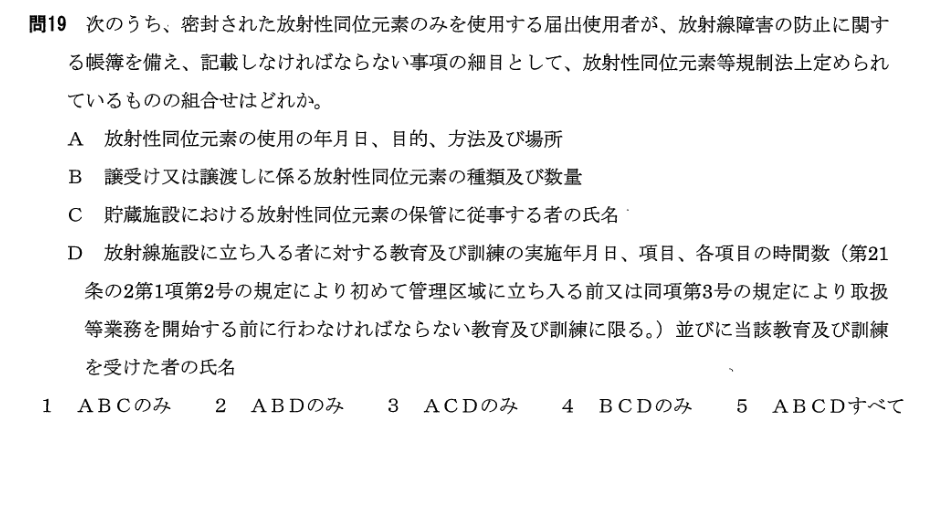 問19 次のうち、密封された放射性同位元素のみを使用する届出使用者が、放射線障害の防止に関す
る帳簿を備え、記載しなければならない事項の細目として、放射性同位元素等規制法上定められ
ているものの組合せはどれか。
A 放射性同位元素の使用の年月日、目的、方法及び場所
B 譲受け又は譲渡しに係る放射性同位元素の種類及び数量
C 貯蔵施設における放射性同位元素の保管に従事する者の氏名
D 放射線施設に立ち入る者に対する教育及び訓練の実施年月日、項目、各項目の時間数（第21
条の2第1項第2号の規定により初めて管理区域に立ち入る前又は同項第3号の規定により取扱
等業務を開始する前に行わなければならない教育及び訓練に限る。）並びに当該教育及び訓練
を受けた者の氏名
1 ABCのみ 2 ABDのみ 3 ACDのみ 4 BCDのみ 5 ABCDすべて